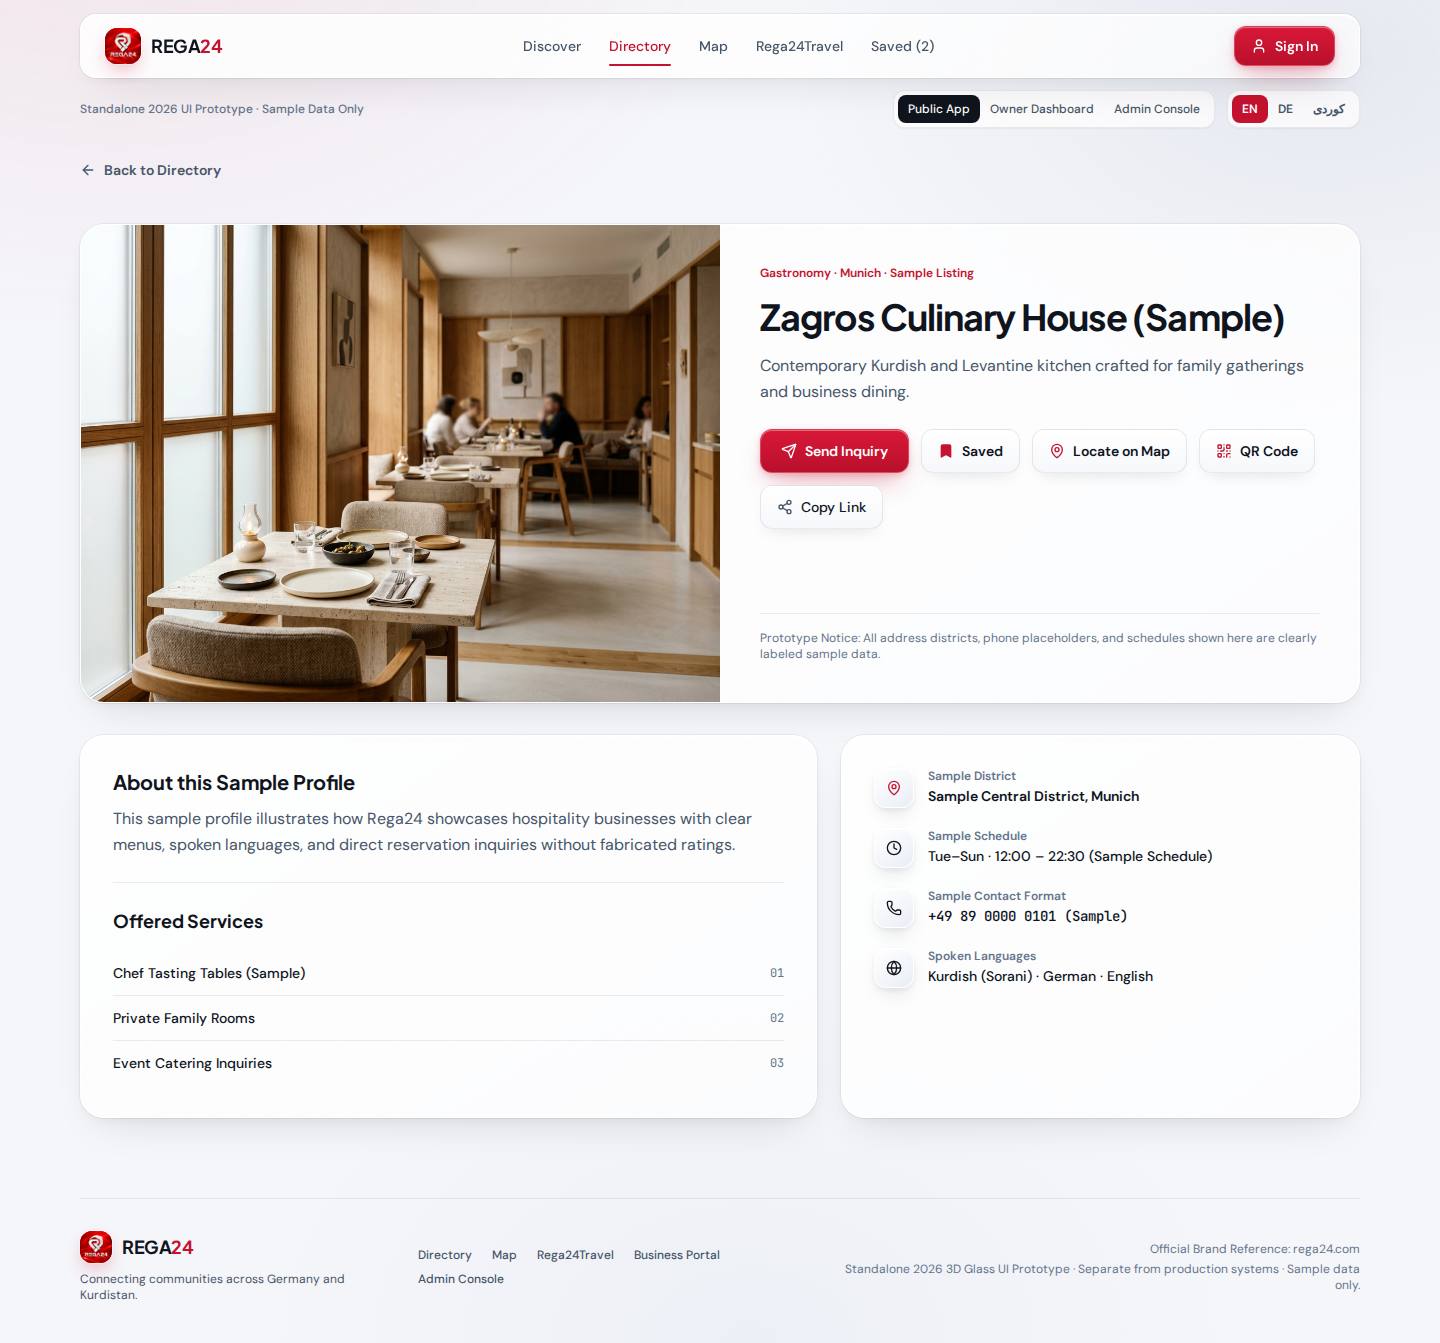 REGA24
Discover
Directory
Map
Rega24Travel
Saved (2)
Sign In
Standalone 2026 UI Prototype · Sample Data Only
Public App
Owner Dashboard
Admin Console
EN
DE
کوردی
Back to Directory
Gastronomy · Munich · Sample Listing
Zagros Culinary House (Sample)
Contemporary Kurdish and Levantine kitchen crafted for family gatherings
and business dining.
Send Inquiry
Saved
Locate on Map
QR Code
Copy Link
Prototype Notice: All address districts, phone placeholders, and schedules shown here are clearly
labeled sample data.
About this Sample Profile
This sample profile illustrates how Rega24 showcases hospitality businesses with clear
menus, spoken languages, and direct reservation inquiries without fabricated ratings.
Offered Services
Chef Tasting Tables (Sample) 01
Private Family Rooms 02
Event Catering Inquiries 03
Sample District
Sample Central District, Munich
Sample Schedule
Tue–Sun · 12:00 – 22:30 (Sample Schedule)
Sample Contact Format
+49 89 0000 0101 (Sample)
Spoken Languages
Kurdish (Sorani) · German · English
REGA24
Connecting communities across Germany and
Kurdistan.
Directory
Map
Rega24Travel
Business Portal
Admin Console
Official Brand Reference: rega24.com
Standalone 2026 3D Glass UI Prototype · Separate from production systems · Sample data
only.